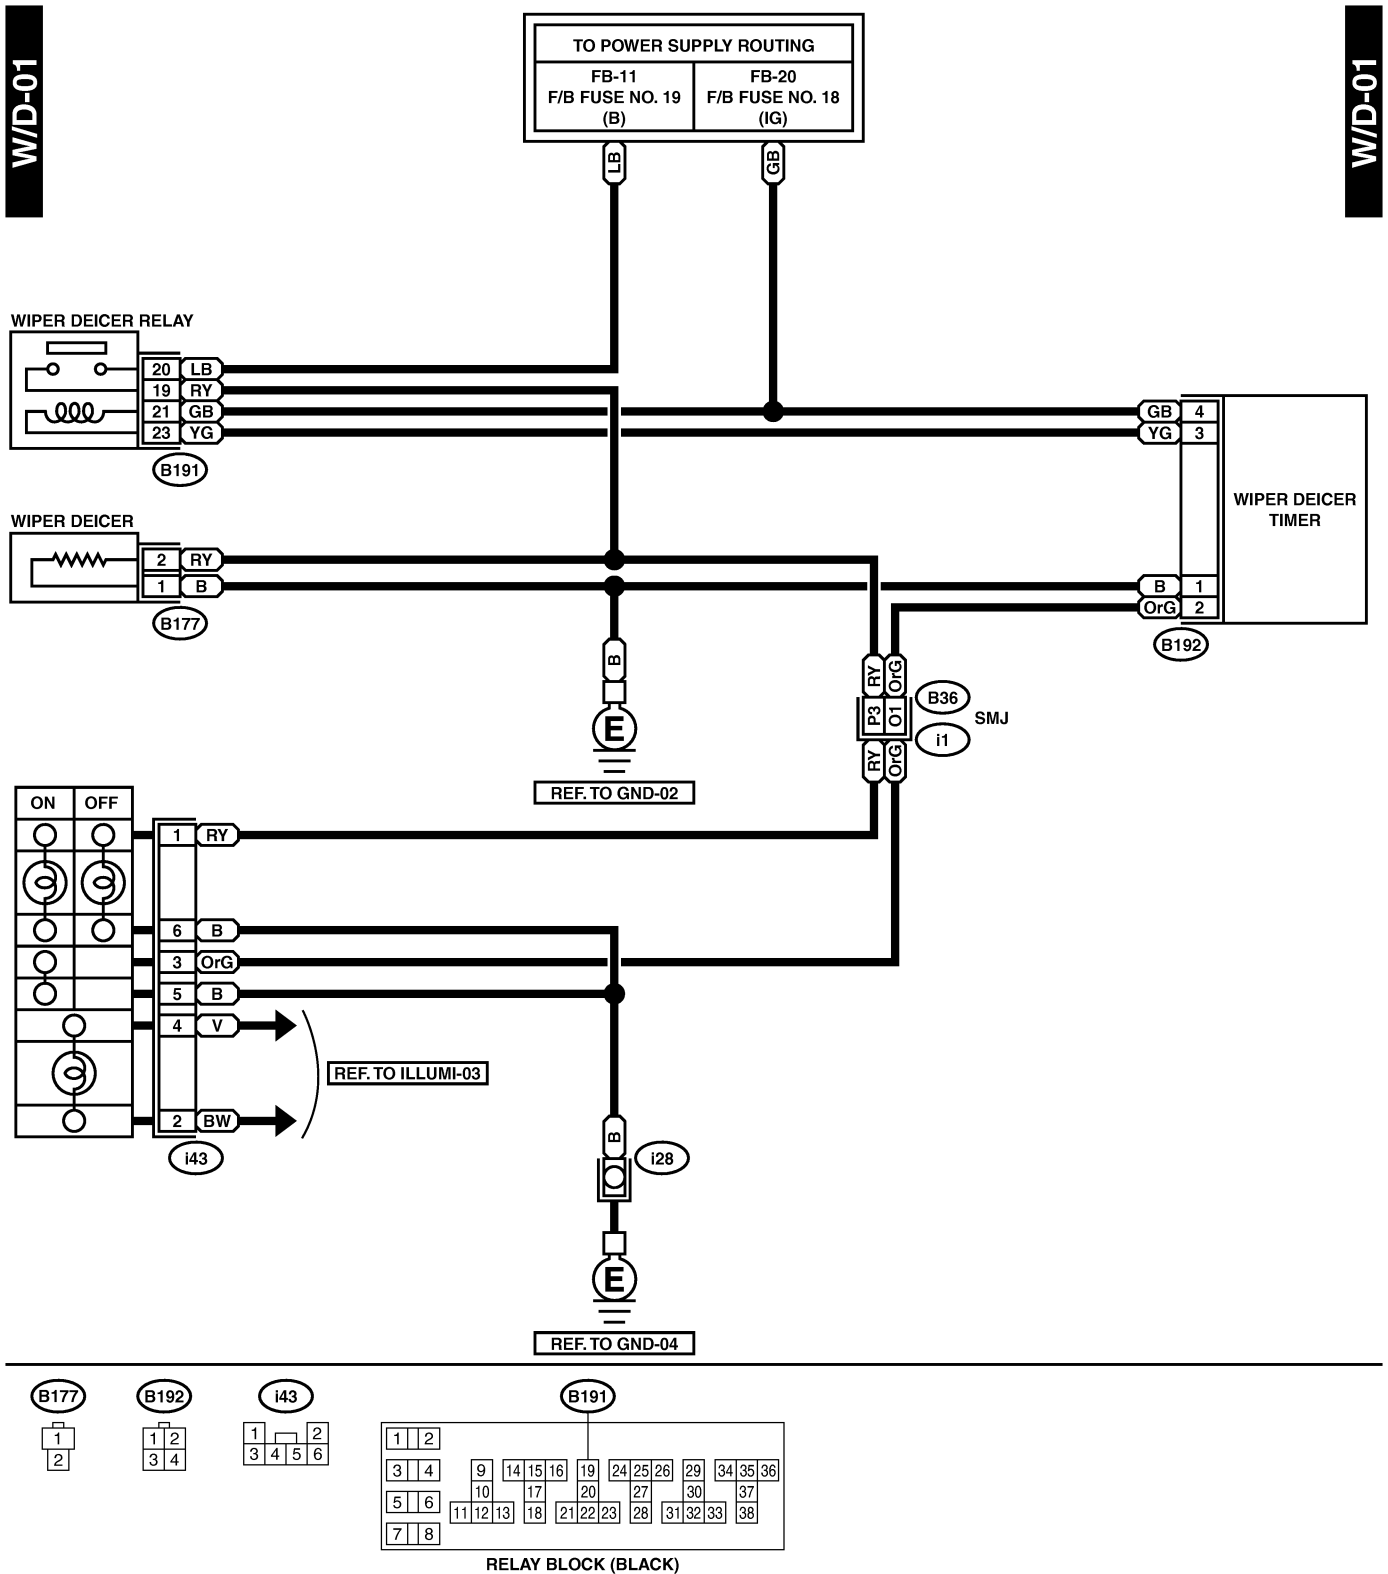 W/D-01
W/D-01
TO POWER SUPPLY ROUTING
FB-11
F/B FUSE NO. 19
(B)
FB-20
F/B FUSE NO. 18
(IG)
LB
GB
WIPER DEICER RELAY
20 LB
19 RY
21 GB
23 YG
B191
GB 4
YG 3
WIPER DEICER
TIMER
B 1
OrG 2
B192
WIPER DEICER
2 RY
1 B
B177
B
E
REF. TO GND-02
RY OrG
P3 O1
RY OrG
B36
SMJ
i1
ON OFF
1 RY
6 B
3 OrG
5 B
4 V
2 BW
REF. TO ILLUMI-03
i43
B
i28
E
REF. TO GND-04
B177
1
2
B192
1 2
3 4
i43
1 2
3 4 5 6
B191
1 2
3 4 9 14 15 16 19 24 25 26 29 34 35 36
10 17 20 27 30 37
5 6 11 12 13 18 21 22 23 28 31 32 33 38
7 8
RELAY BLOCK (BLACK)